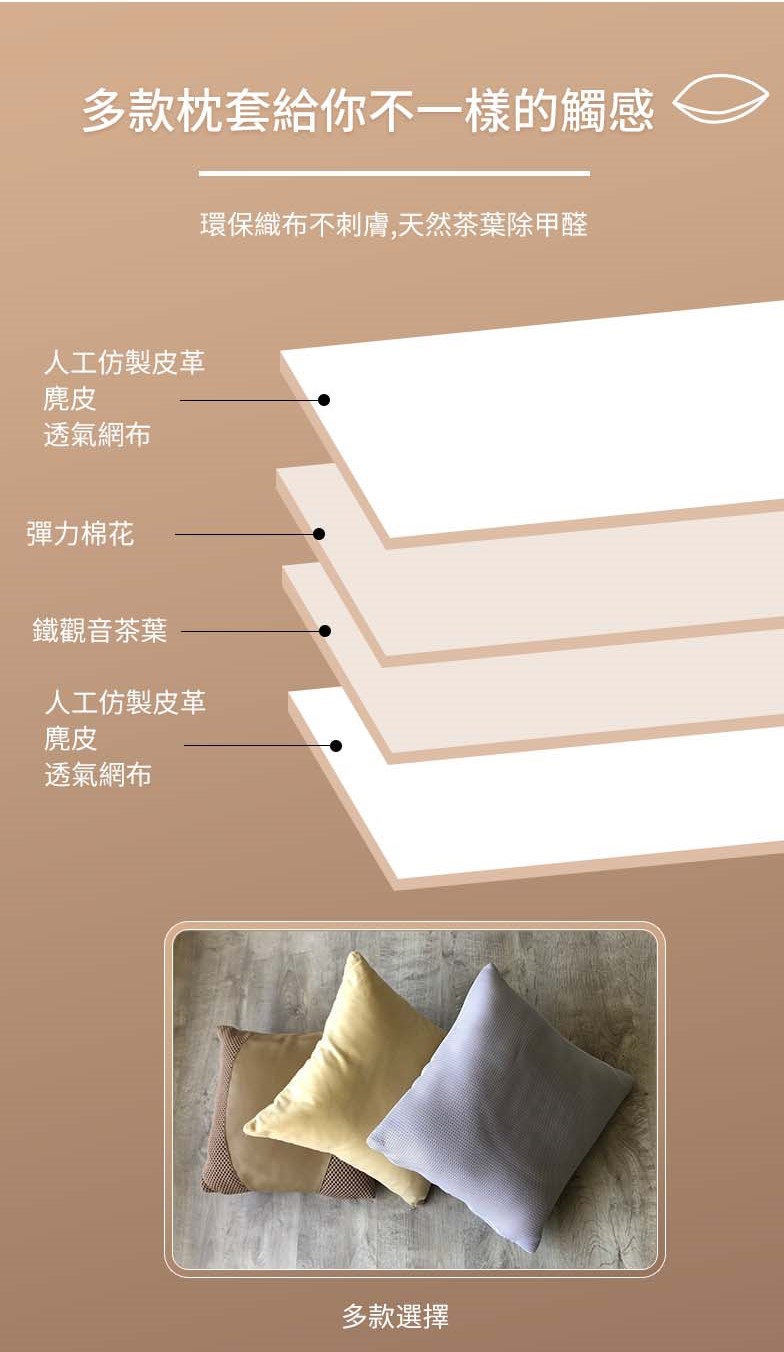 多款枕套給你不一樣的觸感
環保織布不刺膚,天然茶葉除甲醛
人工仿製皮革
麂皮
透氣網布
彈力棉花
鐵觀音茶葉
人工仿製皮革
麂皮
透氣網布
多款選擇